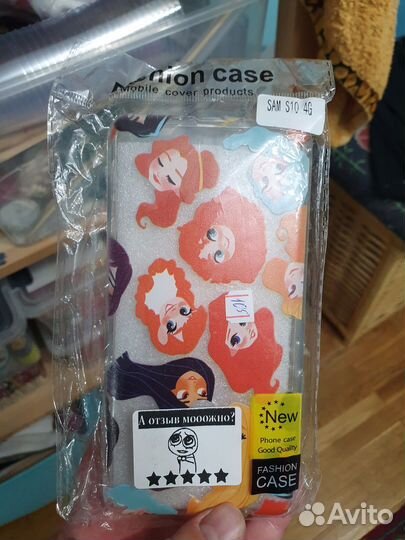 Fashion case
Mobile cover products
SAM S10 4G
А отзыв мооожно?
New
Phone case
Good Quality
FASHION
CASE
Avito